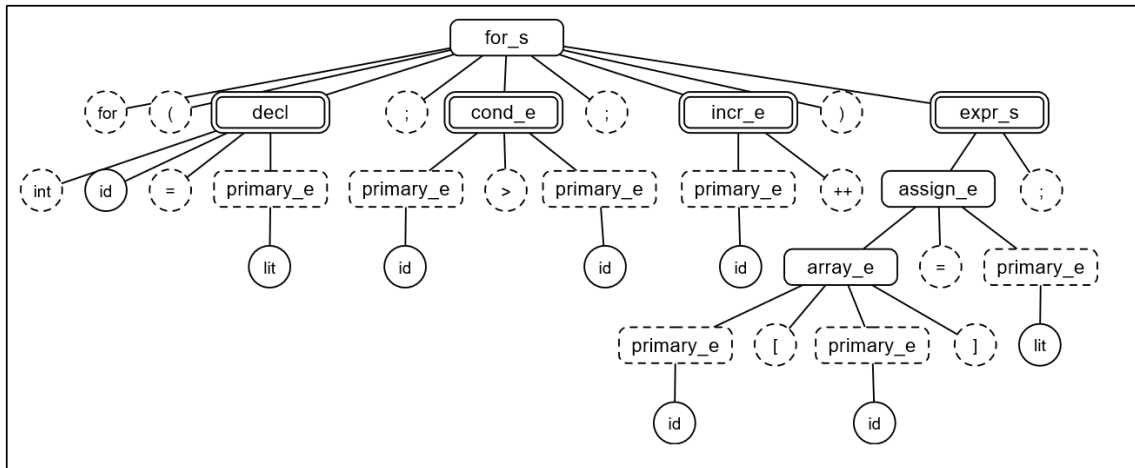 for_s
for ( decl ; cond_e ; incr_e ) expr_s
int id = primary_e primary_e > primary_e primary_e ++ assign_e ;
lit id id id array_e = primary_e
primary_e [ primary_e ] lit
id id